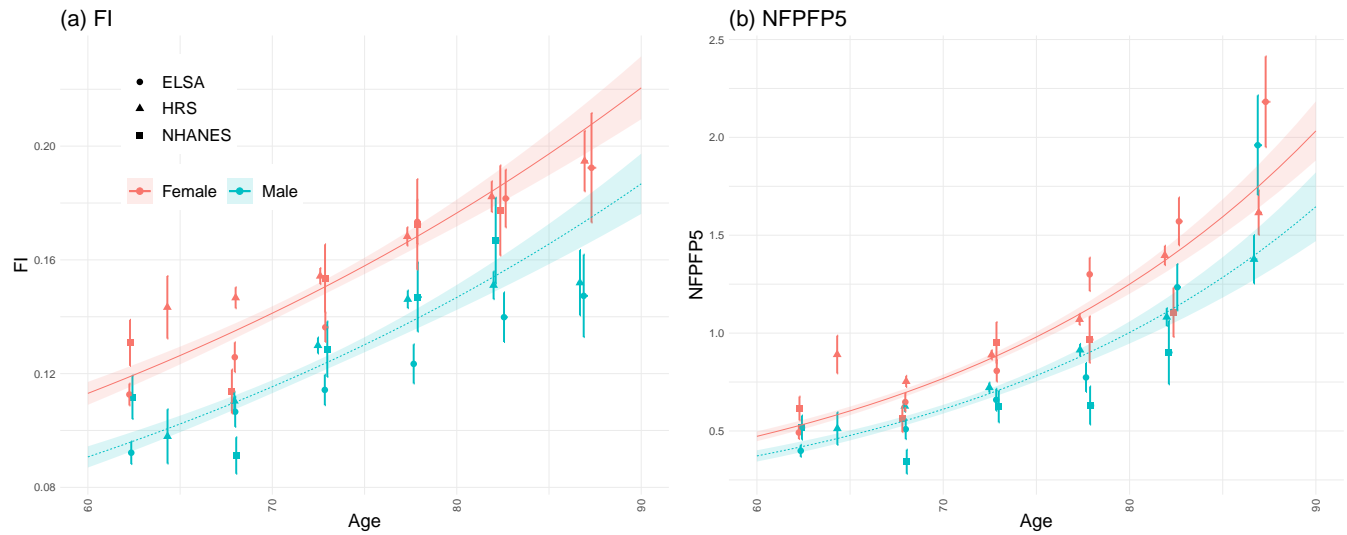 (a) FI
ELSA
HRS
NHANES
Female Male
0.20
0.16
0.12
0.08
FI
60 70 80 90
Age
(b) NFPFP5
2.5
2.0
1.5
1.0
0.5
NFPFP5
60 70 80 90
Age